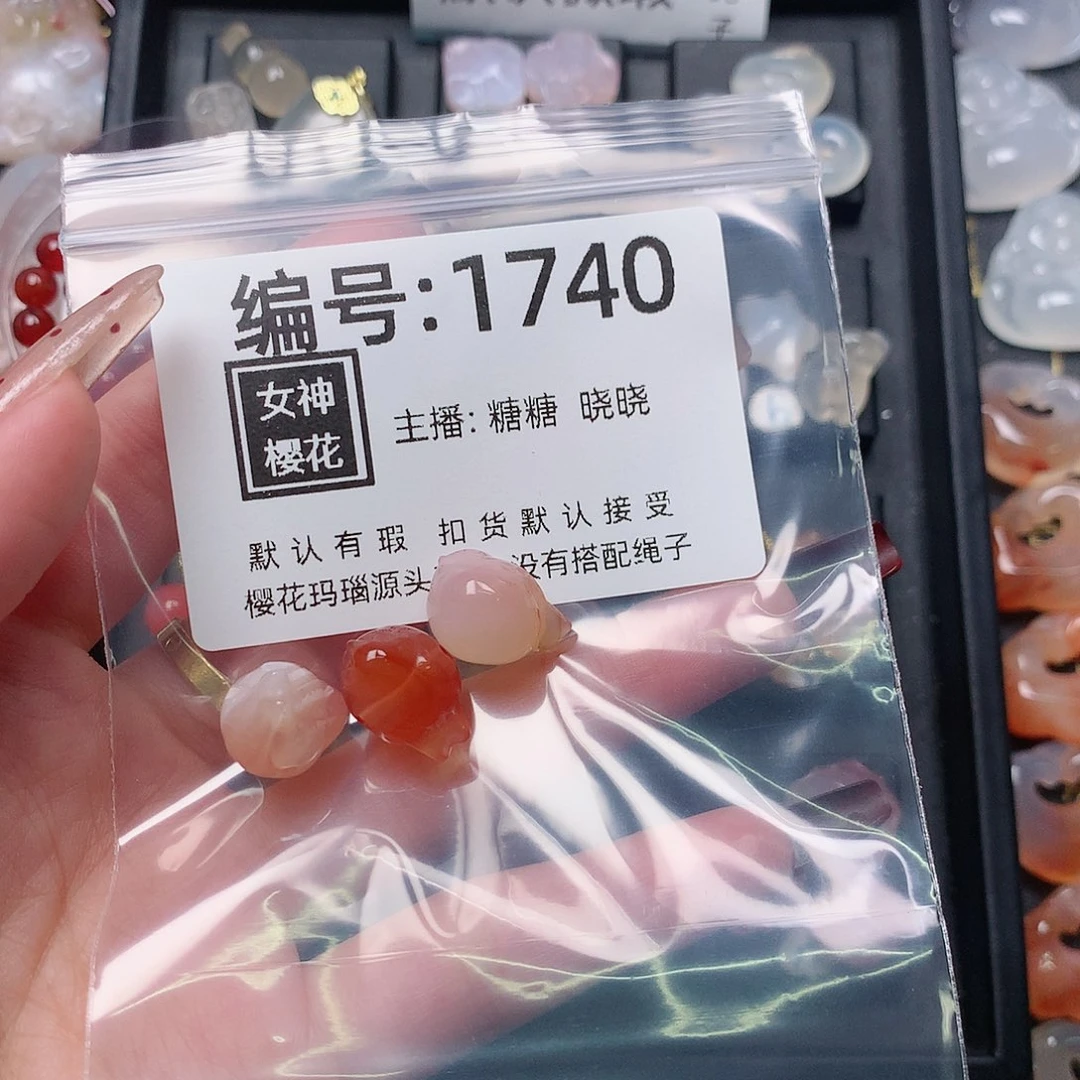 子
编号:1740
女神
樱花
主播: 糖糖 晓晓
默认有瑕 扣货默认接受
樱花玛瑙源头 没有搭配绳子